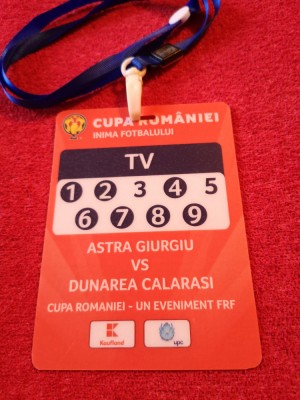 CUPA ROMÂNIEI
INIMA FOTBALULUI
TV
1 2 3 4 5
6 7 8 9
ASTRA GIURGIU
VS
DUNAREA CALARASI
CUPA ROMANIEI - UN EVENIMENT FRF
Kaufland upc